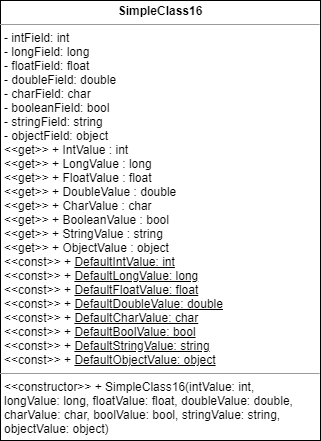 SimpleClass16
- intField: int
- longField: long
- floatField: float
- doubleField: double
- charField: char
- booleanField: bool
- stringField: string
- objectField: object
<<get>> + IntValue : int
<<get>> + LongValue : long
<<get>> + FloatValue : float
<<get>> + DoubleValue : double
<<get>> + CharValue : char
<<get>> + BooleanValue : bool
<<get>> + StringValue : string
<<get>> + ObjectValue : object
<<const>> + DefaultIntValue: int
<<const>> + DefaultLongValue: long
<<const>> + DefaultFloatValue: float
<<const>> + DefaultDoubleValue: double
<<const>> + DefaultCharValue: char
<<const>> + DefaultBoolValue: bool
<<const>> + DefaultStringValue: string
<<const>> + DefaultObjectValue: object
<<constructor>> + SimpleClass16(intValue: int,
longValue: long, floatValue: float, doubleValue: double,
charValue: char, boolValue: bool, stringValue: string,
objectValue: object)